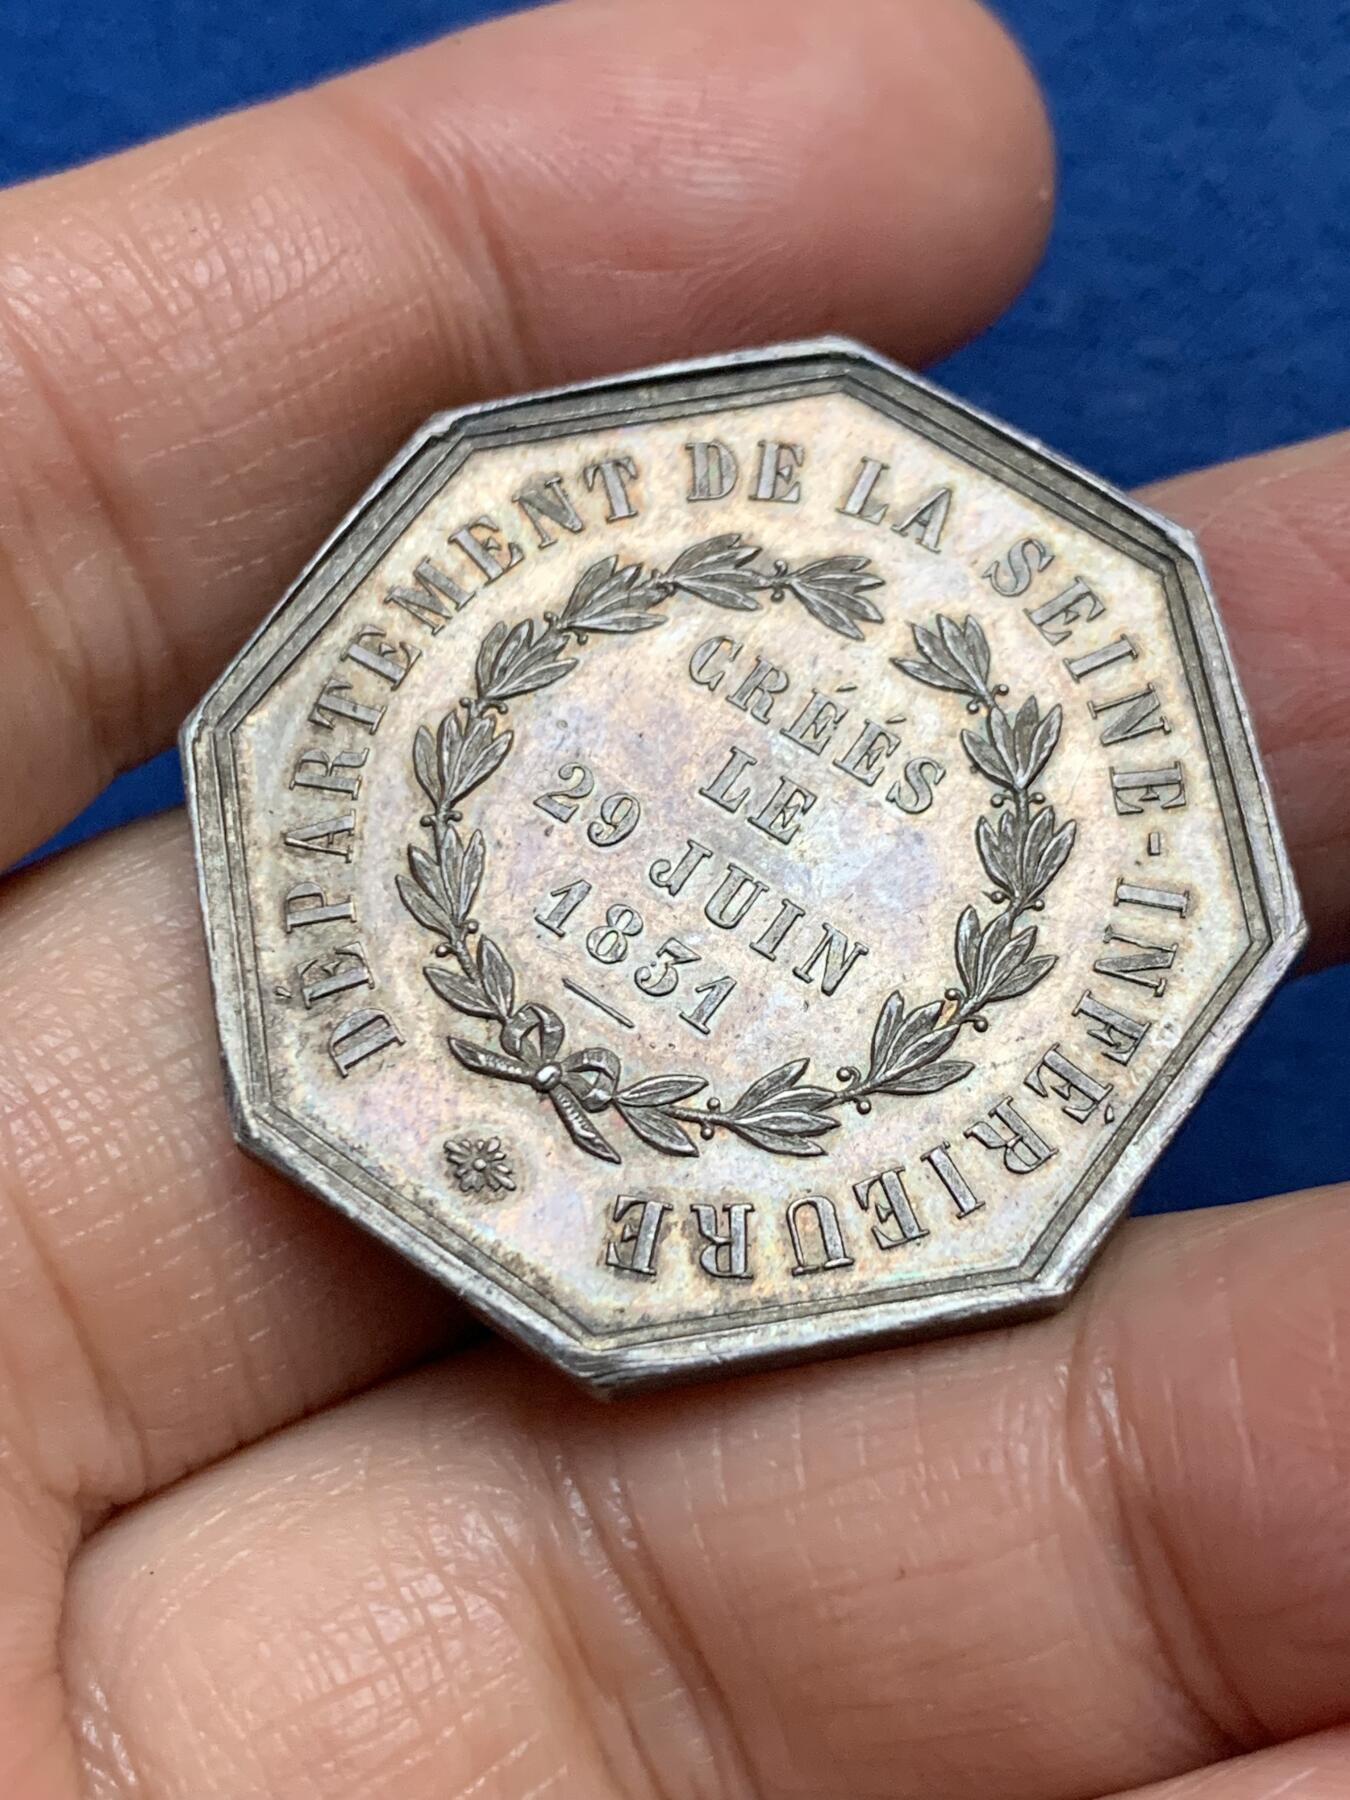 DÉPARTEMENT DE LA SEINE-INFÉRIEURE
CRÉÉS
LE
29 JUIN
1831